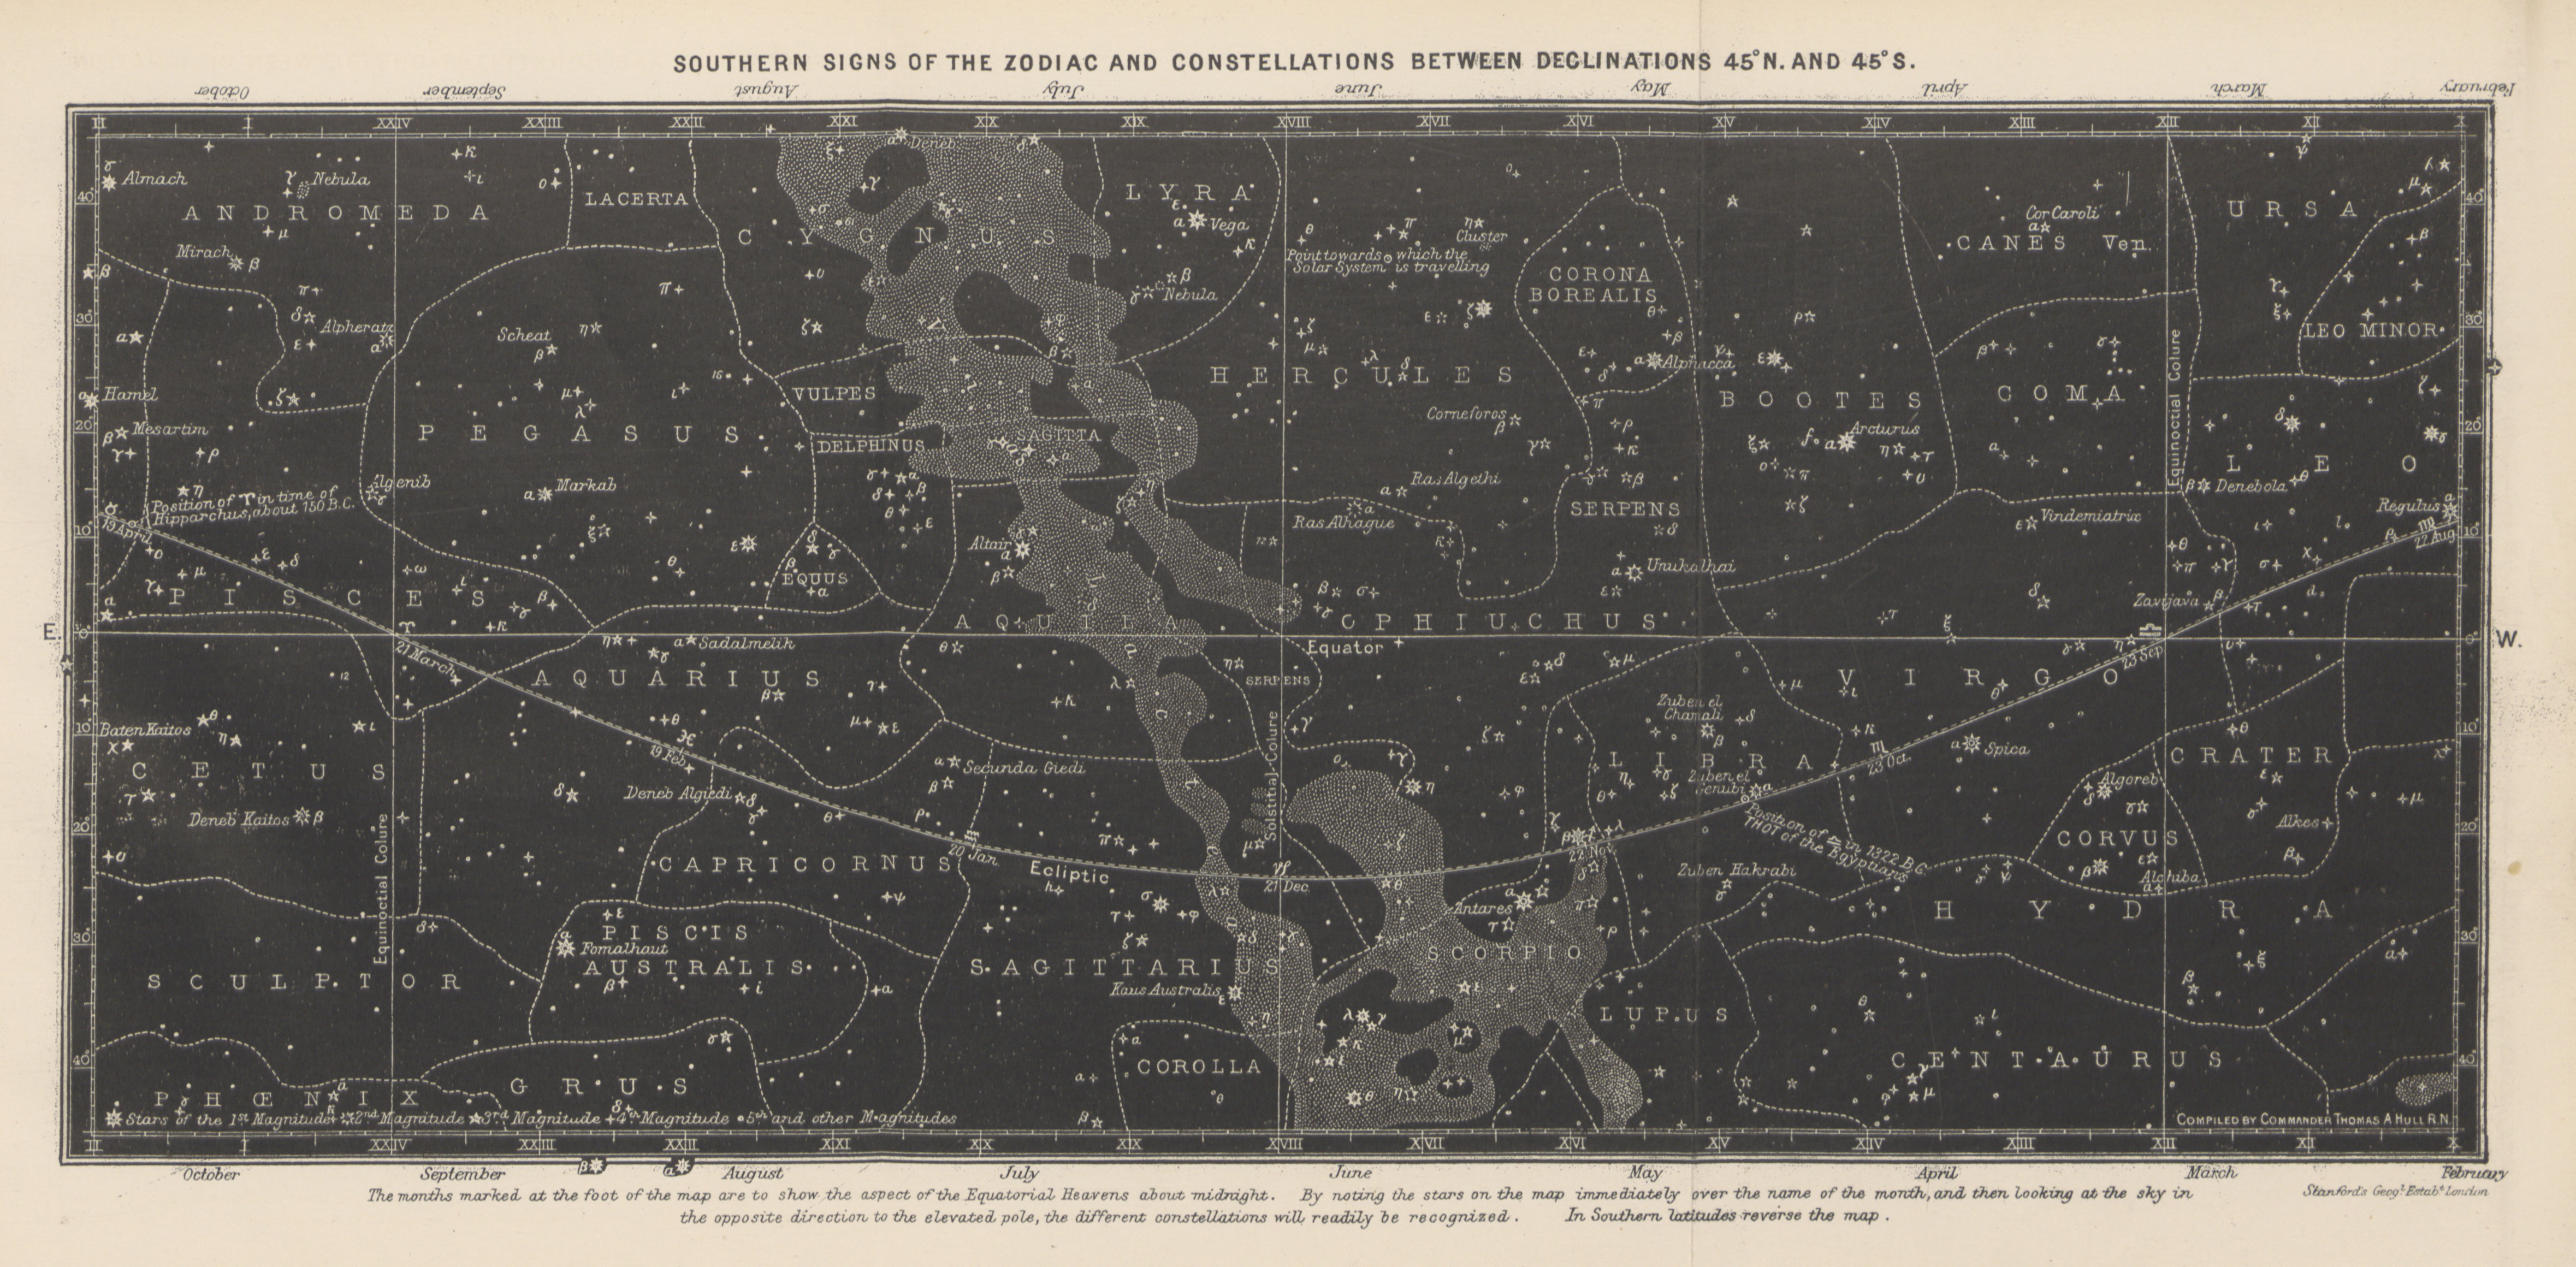 SOUTHERN SIGNS OF THE ZODIAC AND CONSTELLATIONS BETWEEN DECLINATIONS 45° N. AND 45° S.
October September August July June May April March February
II I XXIV XXIII XXII XXI XX XIX XVIII XVII XVI XV XIV XIII XII XI X
Deneb
Almach
Nebula
LACERTA
LYRA
Vega
URSA
ANDROMEDA
Cor Caroli
CANES Ven.
CYGNUS
Cluster
Mirach
Point towards which the
Solar System is travelling
CORONA
BOREALIS
Nebula
Alpheratz
Scheat
LEO MINOR
Equinoctial Colure
Alphacca
HERCULES
Hamel
VULPES
BOOTES
COMA
Corneforos
Mesartim
PEGASUS
DELPHINUS
SAGITTA
Arcturus
LEO
Algenib
Markab
Ras Algethi
Denebola
Position of ♈ in time of
Hipparchus, about 150 B.C.
Ras Alhague
SERPENS
Vindemiatrix
Regulus
19 April
22 Aug
Altair
EQUUS
Unukalhai
PISCES
Zavijava
AQUILA
OPHIUCHUS
E.
Equator
W.
21 March
Sadalmelik
23 Sep
AQUARIUS
SERPENS
VIRGO
Zuben el
Chamali
Baten Kaitos
19 Feb.
Spica
LIBRA
23 Oct
CRATER
CETUS
Secunda Giedi
Solstitial Colure
Zuben el
Genubi
Algoreb
Deneb Algiedi
Position of ♎ in 1322 B.C.
THOT of the Egyptians
Deneb Kaitos
Alkes
CORVUS
Equinoctial Colure
CAPRICORNUS
20 Jan
Ecliptic
21 Dec
22 Nov
Zuben Hakrabi
Alchiba
Antares
HYDRA
PISCIS
Fomalhaut
AUSTRALIS
SCORPIO
SCULPTOR
SAGITTARIUS
Kaus Australis
LUPUS
COROLLA
CENTAURUS
GRUS
PHŒNIX
Stars of the 1st Magnitude 2nd Magnitude 3rd Magnitude 4th Magnitude 5th and other Magnitudes
COMPILED BY COMMANDER THOMAS A HULL R.N.
II I XXIV XXIII XXII XXI XX XIX XVIII XVII XVI XV XIV XIII XII XI X
October September August July June May April March February
The months marked at the foot of the map are to show the aspect of the Equatorial Heavens about midnight. By noting the stars on the map immediately over the name of the month, and then looking at the sky in
the opposite direction to the elevated pole, the different constellations will readily be recognized. In Southern latitudes reverse the map.
Stanford's Geogl. Estabt. London